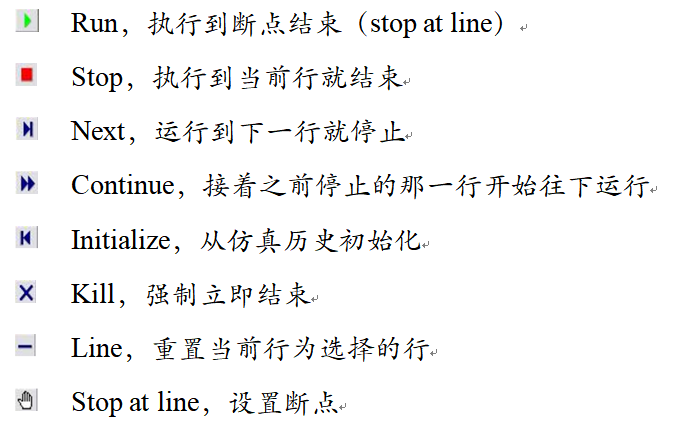 Run，执行到断点结束（stop at line）
Stop，执行到当前行就结束
Next，运行到下一行就停止
Continue，接着之前停止的那一行开始往下运行
Initialize，从仿真历史初始化
Kill，强制立即结束
Line，重置当前行为选择的行
Stop at line，设置断点